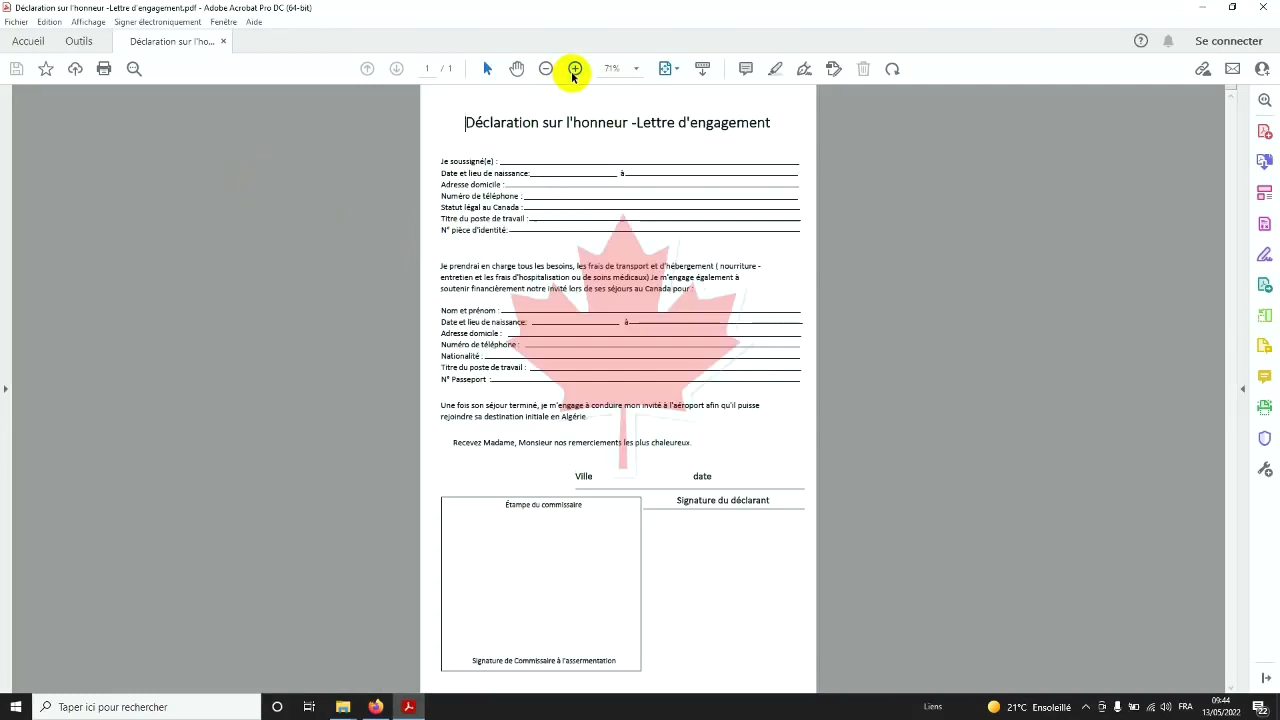 Déclaration sur l'honneur -Lettre d'engagement.pdf - Adobe Acrobat Pro DC (64-bit)
Fichier Edition Affichage Signer électroniquement Fenêtre Aide
Accueil Outils Déclaration sur l'ho... × Se connecter
1 / 1 71%
Déclaration sur l'honneur -Lettre d'engagement
Je soussigné(e) :
Date et lieu de naissance: à
Adresse domicile :
Numéro de téléphone :
Statut légal au Canada :
Titre du poste de travail :
N° pièce d'identité:
Je prendrai en charge tous les besoins, les frais de transport et d'hébergement ( nourriture -
entretien et les frais d'hospitalisation ou de soins médicaux) Je m'engage également à
soutenir financièrement notre invité lors de ses séjours au Canada pour :
Nom et prénom :
Date et lieu de naissance: à
Adresse domicile :
Numéro de téléphone :
Nationalité :
Titre du poste de travail :
N° Passeport :
Une fois son séjour terminé, je m'engage à conduire mon invité à l'aéroport afin qu'il puisse
rejoindre sa destination initiale en Algérie.
Recevez Madame, Monsieur nos remerciements les plus chaleureux.
Ville date
Signature du déclarant
Étampe du commissaire
Signature de Commissaire à l'assermentation
Taper ici pour rechercher Liens 21°C Ensoleillé FRA 09:44
13/05/2022